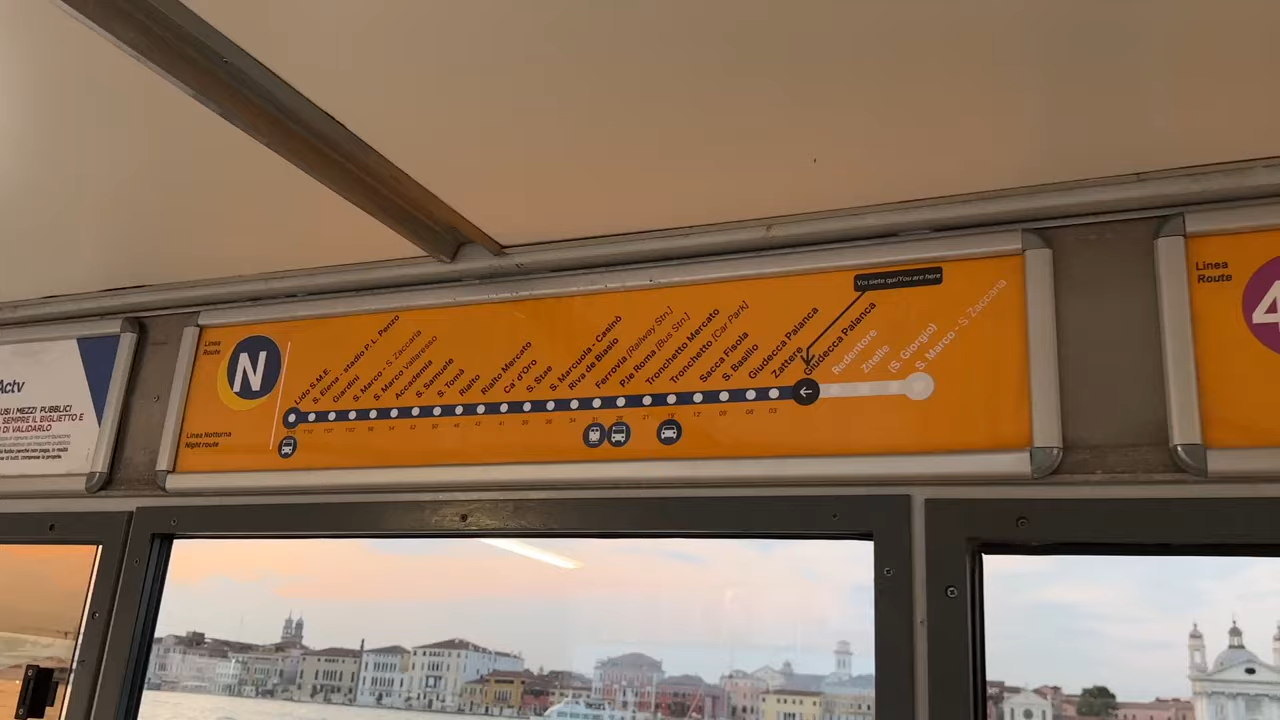 Actv
USI I MEZZI PUBBLICI
SEMPRE IL BIGLIETTO E
DI VALIDARLO
Linea
Route
N
Linea Notturna
Night route
Lido S.M.E.
S. Elena - stadio P. L. Penzo
Giardini
S. Marco - S. Zaccaria
S. Marco Vallaresso
Accademia
S. Samuele
S. Tomà
Rialto
Rialto Mercato
Ca' d'Oro
S. Stae
S. Marcuola - Casinò
Riva de Biasio
Ferrovia (Railway Stn.)
P.le Roma (Bus Stn.)
Tronchetto Mercato
Tronchetto (Car Park)
Sacca Fisola
S. Basilio
Giudecca Palanca
Zattere
Giudecca Palanca
Redentore
Zitelle
(S. Giorgio)
S. Marco - S. Zaccaria
Voi siete qui/You are here
Linea
Route
4